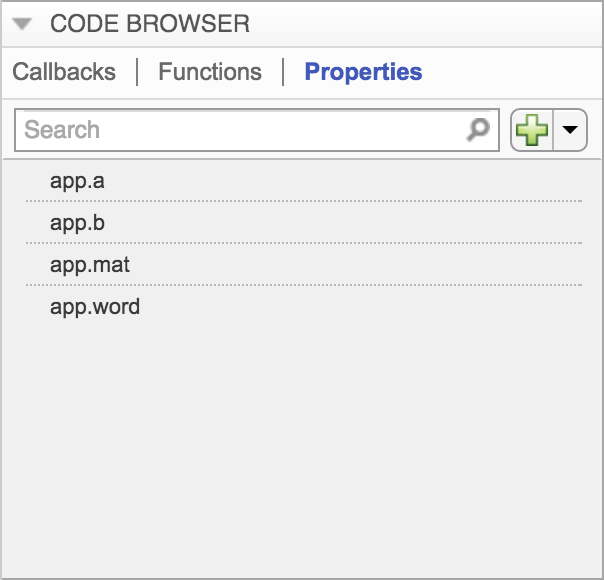 CODE BROWSER
Callbacks Functions Properties
Search
app.a
app.b
app.mat
app.word